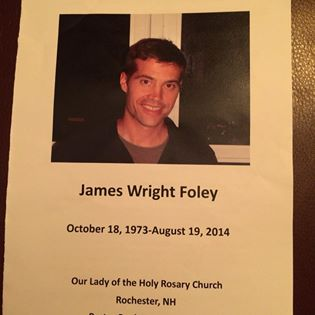 James Wright Foley
October 18, 1973-August 19, 2014
Our Lady of the Holy Rosary Church
Rochester, NH